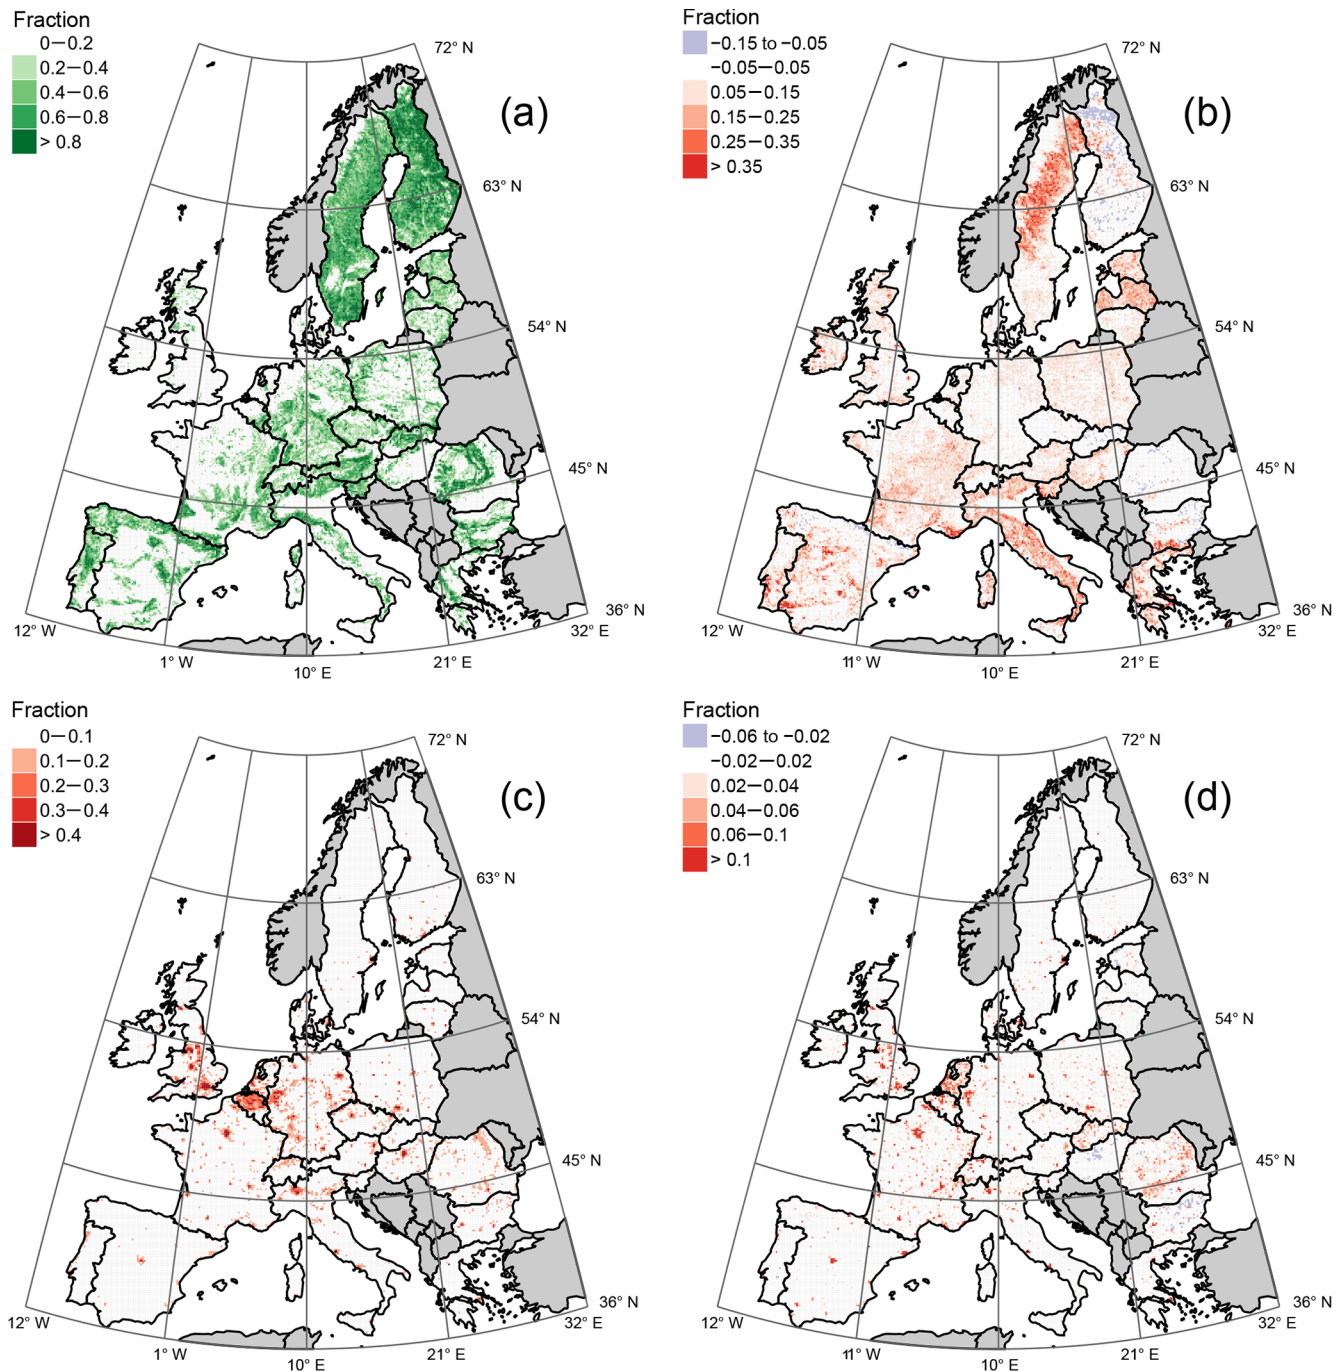 Fraction
0—0.2
0.2—0.4
0.4—0.6
0.6—0.8
> 0.8
(a)
72° N
63° N
54° N
45° N
36° N
32° E
12° W
1° W
10° E
21° E
Fraction
−0.15 to −0.05
−0.05—0.05
0.05—0.15
0.15—0.25
0.25—0.35
> 0.35
(b)
72° N
63° N
54° N
45° N
36° N
32° E
12° W
11° W
10° E
21° E
Fraction
0—0.1
0.1—0.2
0.2—0.3
0.3—0.4
> 0.4
(c)
72° N
63° N
54° N
45° N
36° N
32° E
12° W
1° W
10° E
21° E
Fraction
−0.06 to −0.02
−0.02—0.02
0.02—0.04
0.04—0.06
0.06—0.1
> 0.1
(d)
72° N
63° N
54° N
45° N
36° N
32° E
12° W
11° W
10° E
21° E